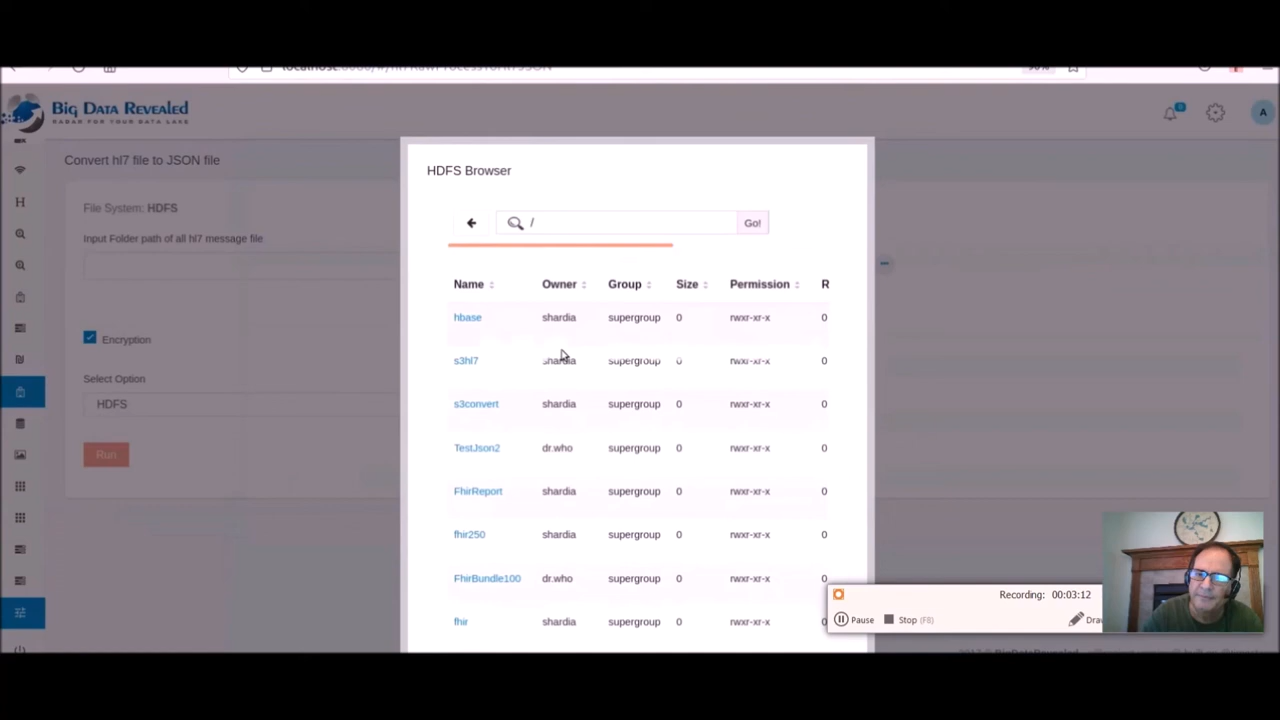 90%
BIG DATA REVEALED
RADAR FOR YOUR DATA LAKE
A
Convert hl7 file to JSON file
HDFS Browser
File System: HDFS
/
Go!
Input Folder path of all hl7 message file
Name Owner Group Size Permission R
hbase shardia supergroup 0 rwxr-xr-x 0
Encryption
s3hl7 shardia supergroup 0 rwxr-xr-x 0
Select Option
HDFS
s3convert shardia supergroup 0 rwxr-xr-x 0
Run
TestJson2 dr.who supergroup 0 rwxr-xr-x 0
FhirReport shardia supergroup 0 rwxr-xr-x 0
fhir250 shardia supergroup 0 rwxr-xr-x 0
FhirBundle100 dr.who supergroup 0 rwxr-xr-x 0
fhir shardia supergroup 0 rwxr-xr-x 0
Recording: 00:03:12
Pause Stop (F8) Drav